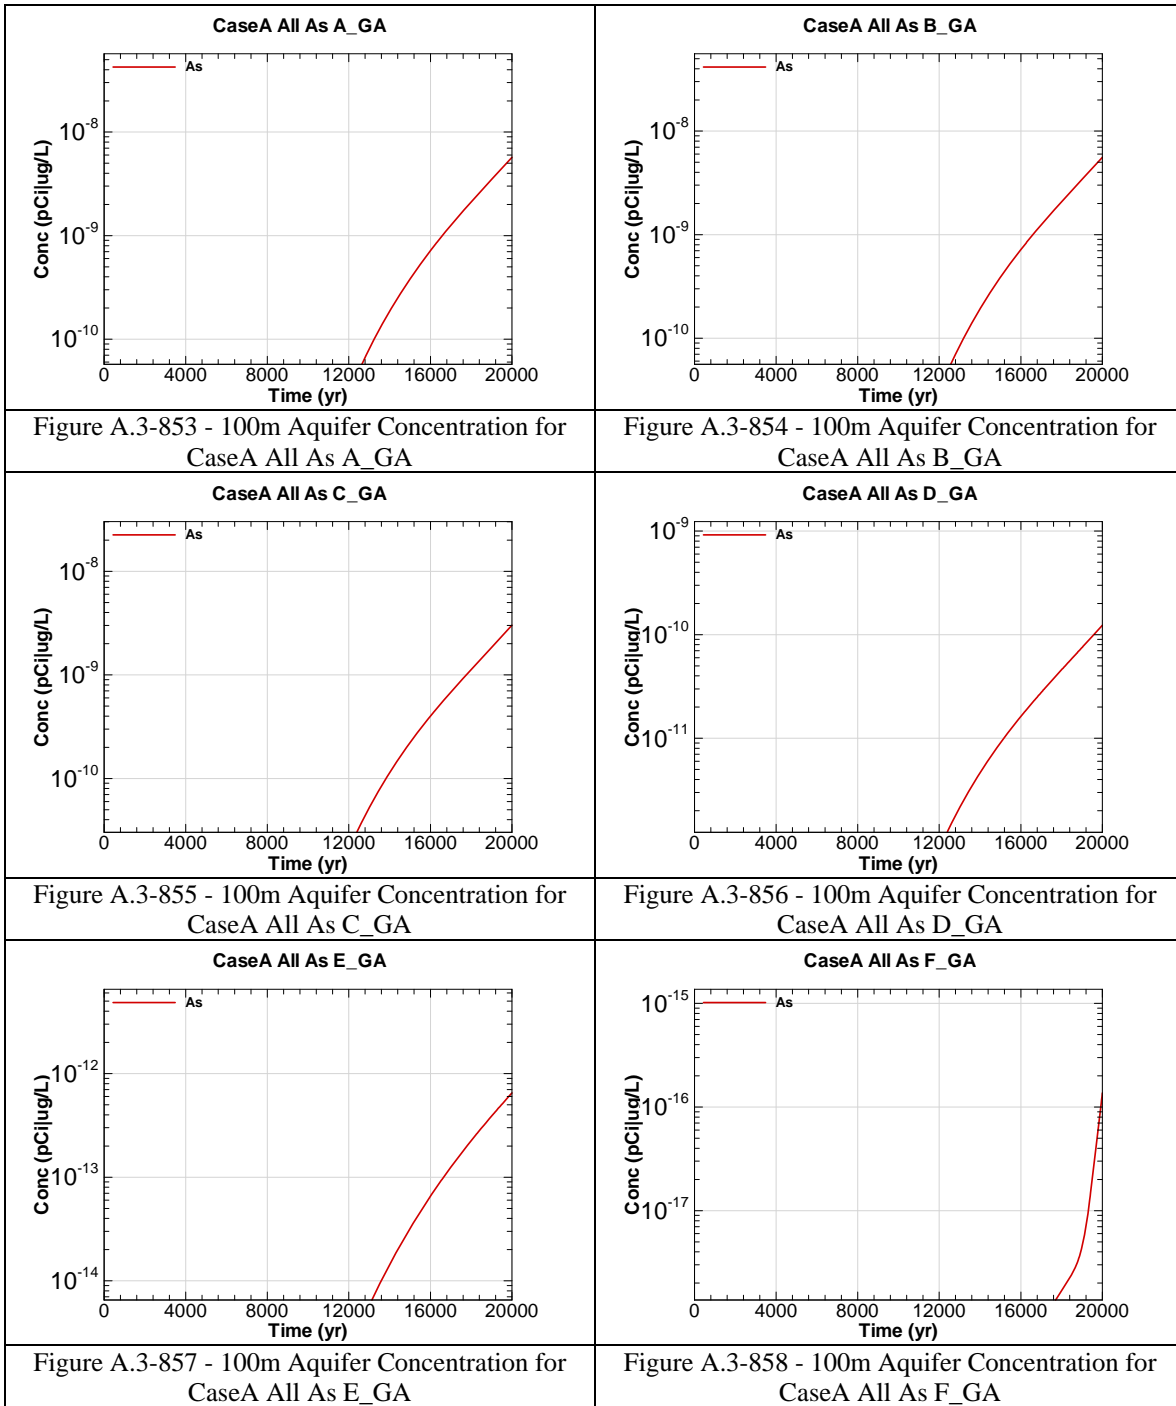 CaseA All As A_GA
As
Conc (pCi|ug/L)
10-8
10-9
10-10
0 4000 8000 12000 16000 20000
Time (yr)
Figure A.3-853 - 100m Aquifer Concentration for
CaseA All As A_GA
CaseA All As B_GA
As
Conc (pCi|ug/L)
10-8
10-9
10-10
0 4000 8000 12000 16000 20000
Time (yr)
Figure A.3-854 - 100m Aquifer Concentration for
CaseA All As B_GA
CaseA All As C_GA
As
Conc (pCi|ug/L)
10-8
10-9
10-10
0 4000 8000 12000 16000 20000
Time (yr)
Figure A.3-855 - 100m Aquifer Concentration for
CaseA All As C_GA
CaseA All As D_GA
As
Conc (pCi|ug/L)
10-9
10-10
10-11
0 4000 8000 12000 16000 20000
Time (yr)
Figure A.3-856 - 100m Aquifer Concentration for
CaseA All As D_GA
CaseA All As E_GA
As
Conc (pCi|ug/L)
10-12
10-13
10-14
0 4000 8000 12000 16000 20000
Time (yr)
Figure A.3-857 - 100m Aquifer Concentration for
CaseA All As E_GA
CaseA All As F_GA
As
Conc (pCi|ug/L)
10-15
10-16
10-17
0 4000 8000 12000 16000 20000
Time (yr)
Figure A.3-858 - 100m Aquifer Concentration for
CaseA All As F_GA